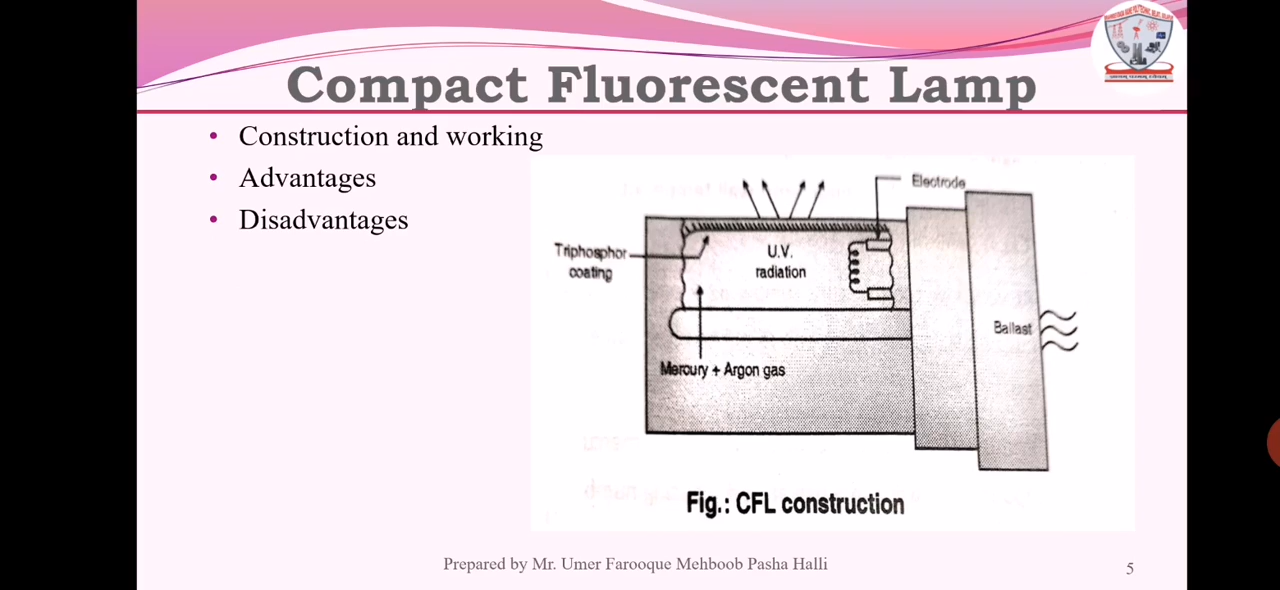 Compact Fluorescent Lamp
• Construction and working
• Advantages
• Disadvantages
Electrode
Triphosphor
coating
U.V.
radiation
Ballast
Mercury + Argon gas
Fig.: CFL construction
Prepared by Mr. Umer Farooque Mehboob Pasha Halli
5